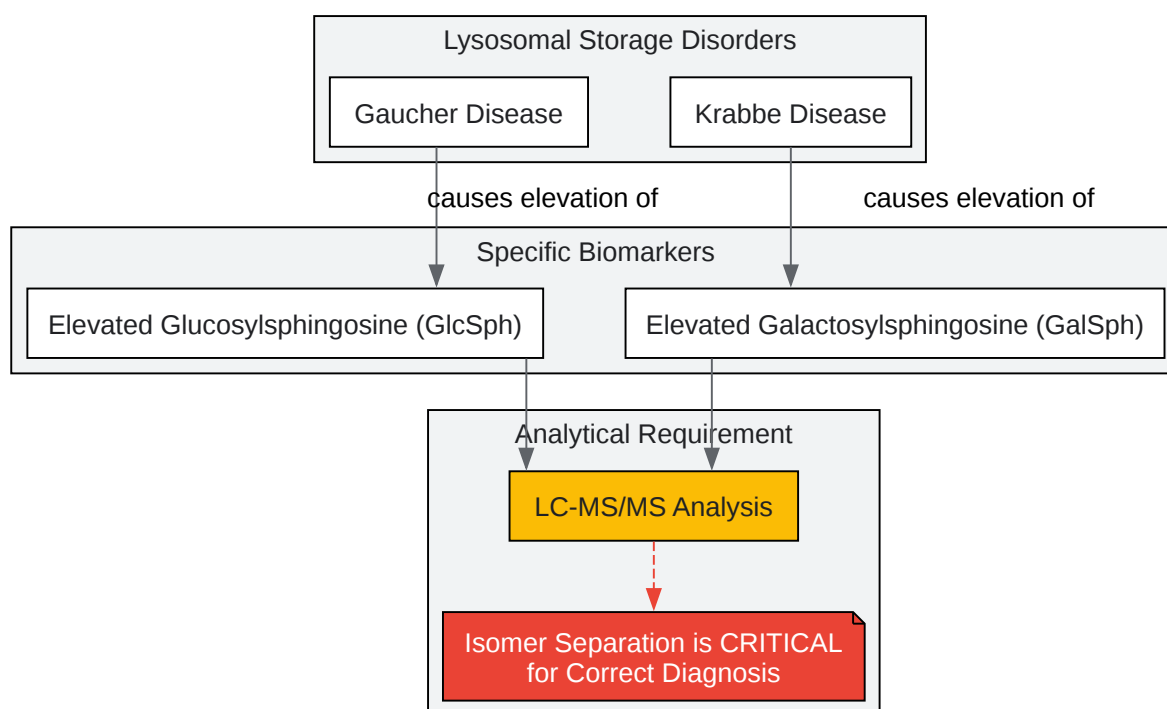 Lysosomal Storage Disorders
Gaucher Disease
Krabbe Disease
causes elevation of
causes elevation of
Specific Biomarkers
Elevated Glucosylsphingosine (GlcSph)
Elevated Galactosylsphingosine (GalSph)
Analytical Requirement
LC-MS/MS Analysis
Isomer Separation is CRITICAL
for Correct Diagnosis